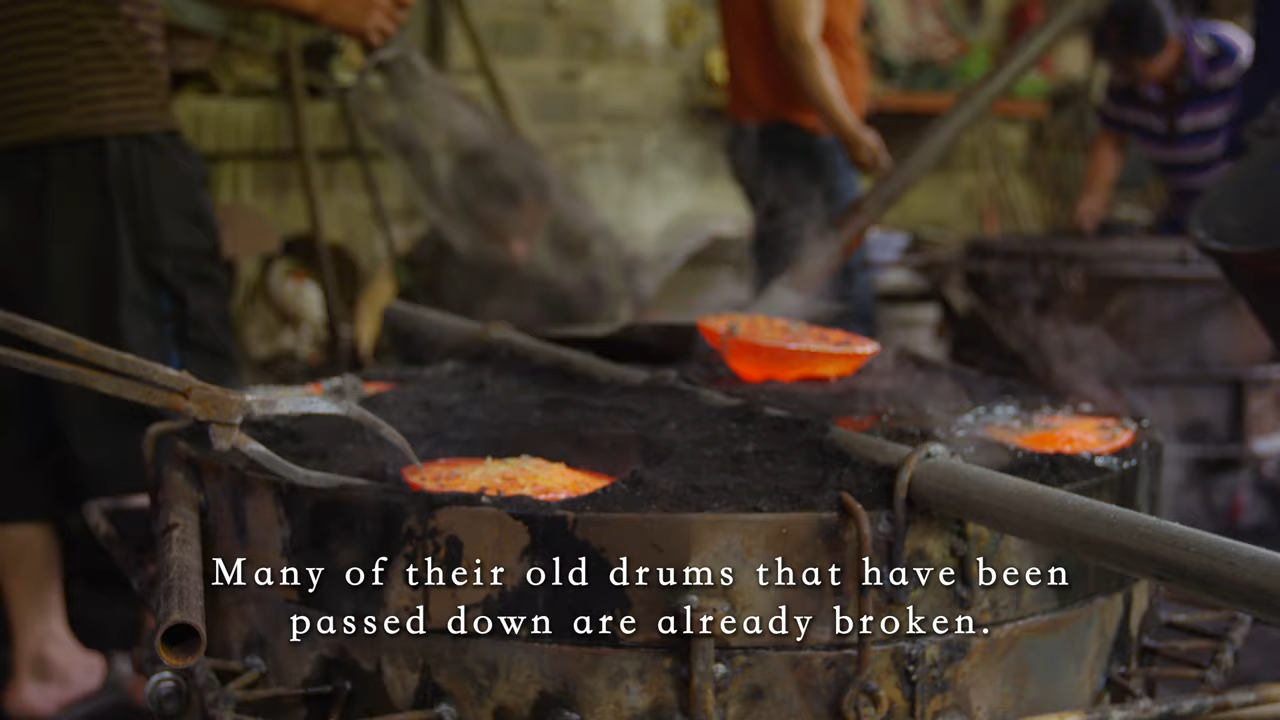 Many of their old drums that have been
passed down are already broken.